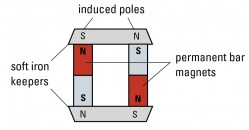 induced poles
S N
N S
soft iron
keepers
permanent bar
magnets
S N
N S